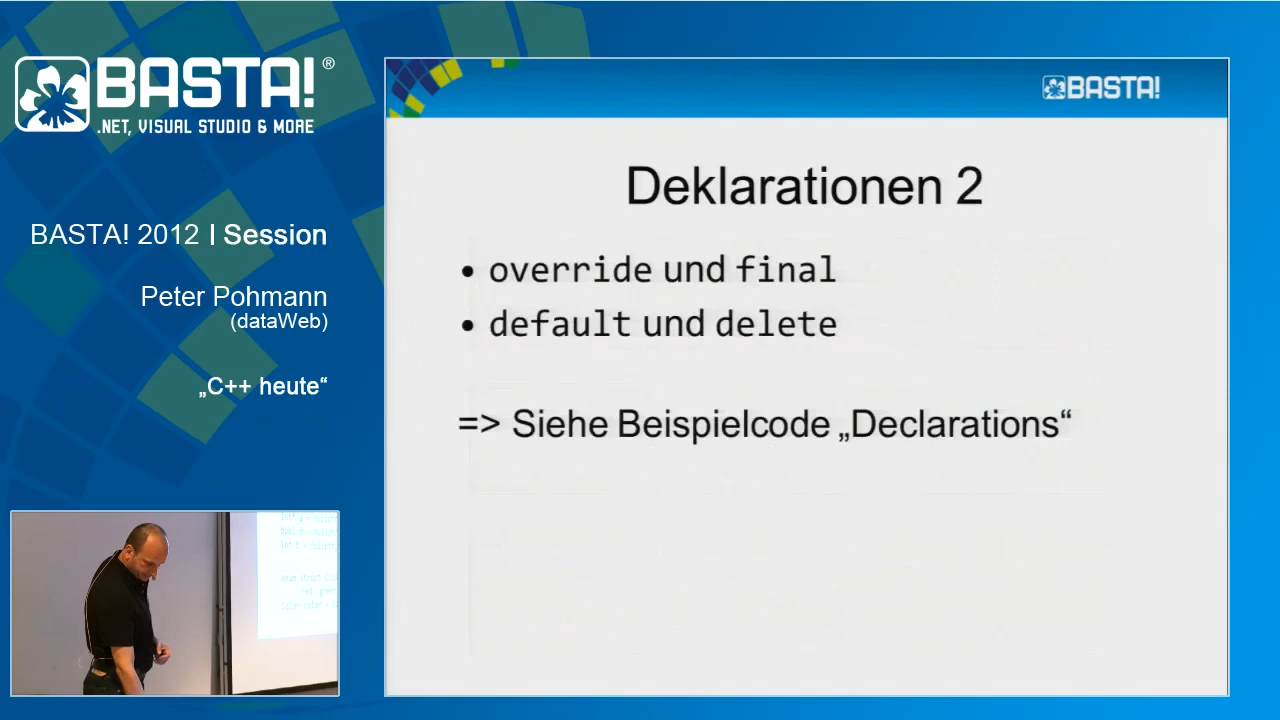 BASTA! ®
.NET, VISUAL STUDIO & MORE
BASTA! 2012 | Session
Peter Pohmann
(dataWeb)
„C++ heute“
BASTA!
Deklarationen 2
• override und final
• default und delete
=> Siehe Beispielcode „Declarations“